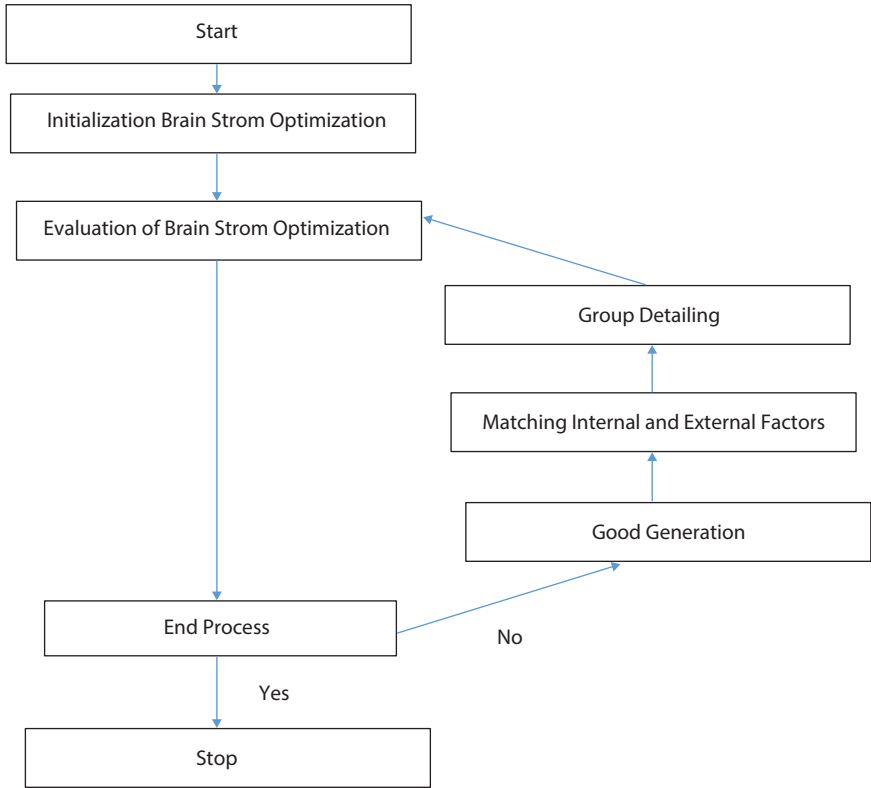 Start
Initialization Brain Strom Optimization
Evaluation of Brain Strom Optimization
Group Detailing
Matching Internal and External Factors
Good Generation
End Process
No
Yes
Stop